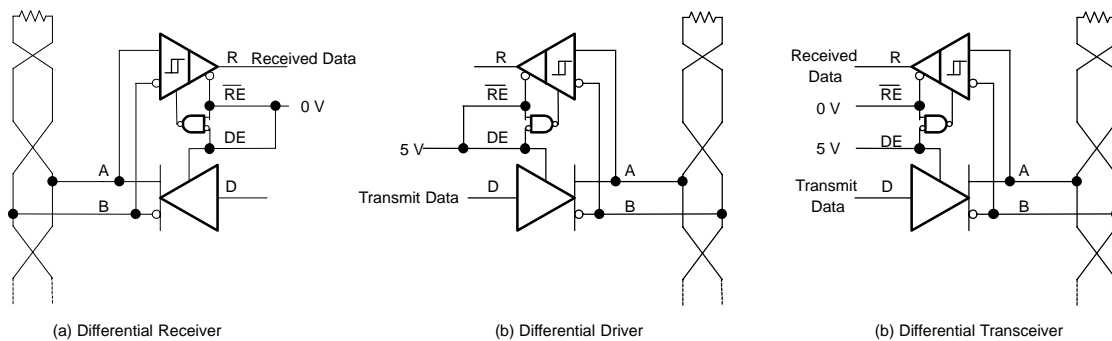 R
Received Data
RE
0 V
DE
A
B
D
(a) Differential Receiver
R
RE
DE
5 V
Transmit Data
D
A
B
(b) Differential Driver
Received
Data
R
RE
0 V
5 V
DE
Transmit
Data
D
A
B
(b) Differential Transceiver